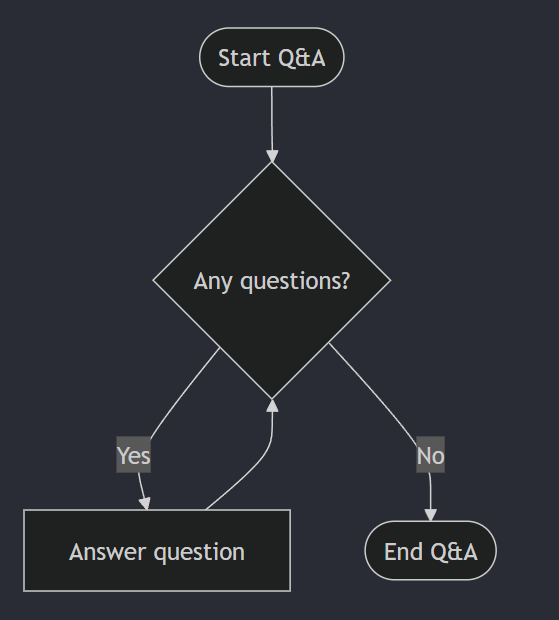 Start Q&A
Any questions?
Yes
No
Answer question
End Q&A